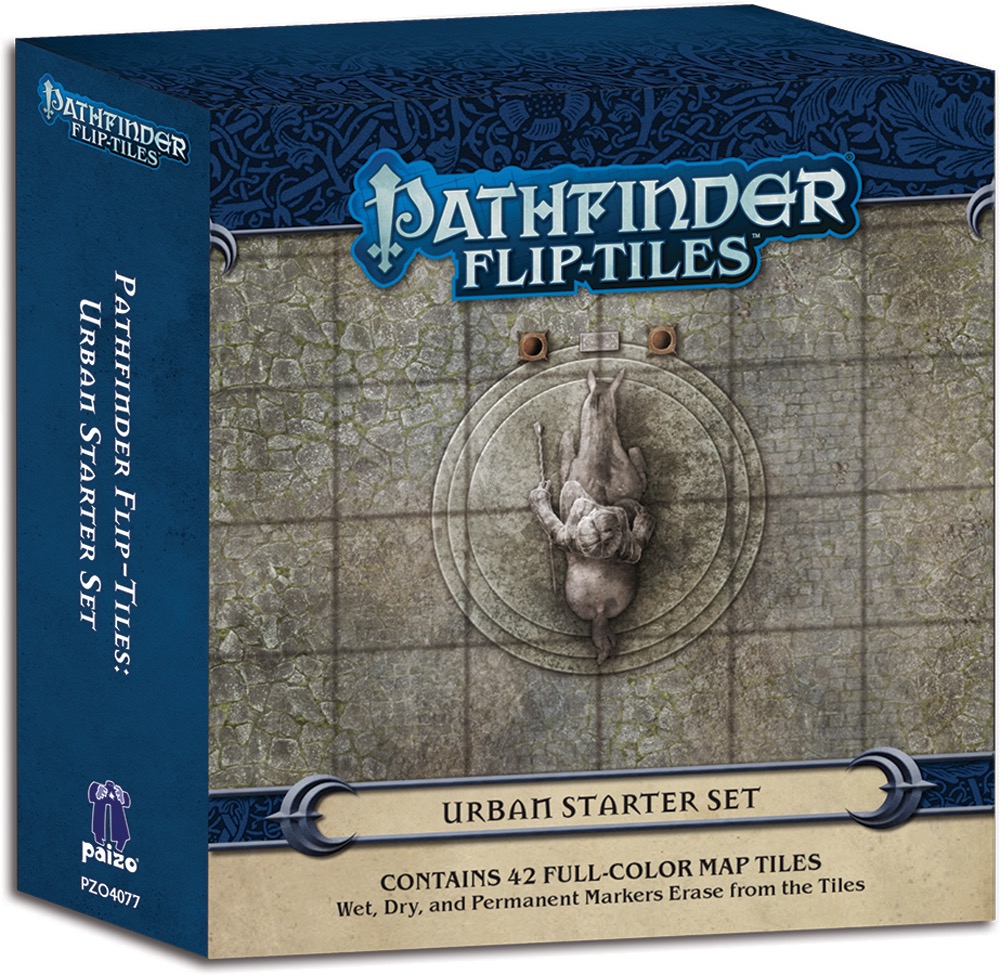 PATHFINDER
FLIP-TILES
PATHFINDER FLIP-TILES:
URBAN STARTER SET
paizo®
PZO4077
PATHFINDER®
FLIP-TILES™
URBAN STARTER SET
CONTAINS 42 FULL-COLOR MAP TILES
Wet, Dry, and Permanent Markers Erase from the Tiles